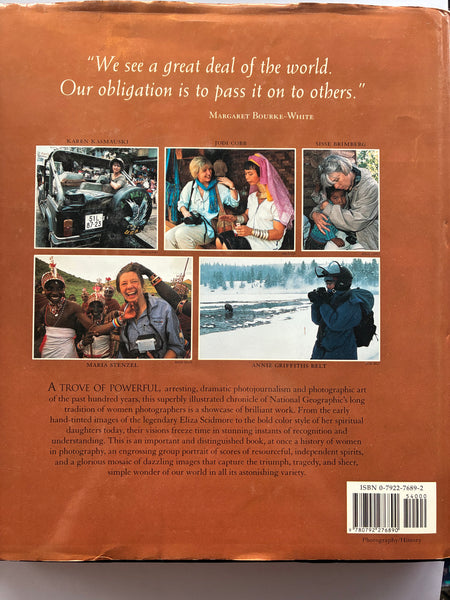 “We see a great deal of the world.
Our obligation is to pass it on to others.”
Margaret Bourke-White
KAREN KASMAUSKI
JODI COBB
SISSE BRIMBERG
51L
87-23
MARIA STENZEL
ANNIE GRIFFITHS BELT
A TROVE OF POWERFUL, arresting, dramatic photojournalism and photographic art
of the past hundred years, this superbly illustrated chronicle of National Geographic's long
tradition of women photographers is a showcase of brilliant work. From the early
hand-tinted images of the legendary Eliza Scidmore to the bold color style of her spiritual
daughters today, their visions freeze time in stunning instants of recognition and
understanding. This is an important and distinguished book, at once a history of women
in photography, an engrossing group portrait of scores of resourceful, independent spirits,
and a glorious mosaic of dazzling images that capture the triumph, tragedy, and sheer,
simple wonder of our world in all its astonishing variety.
ISBN 0-7922-7689-2
54000
9 780792 276890
Photography/History